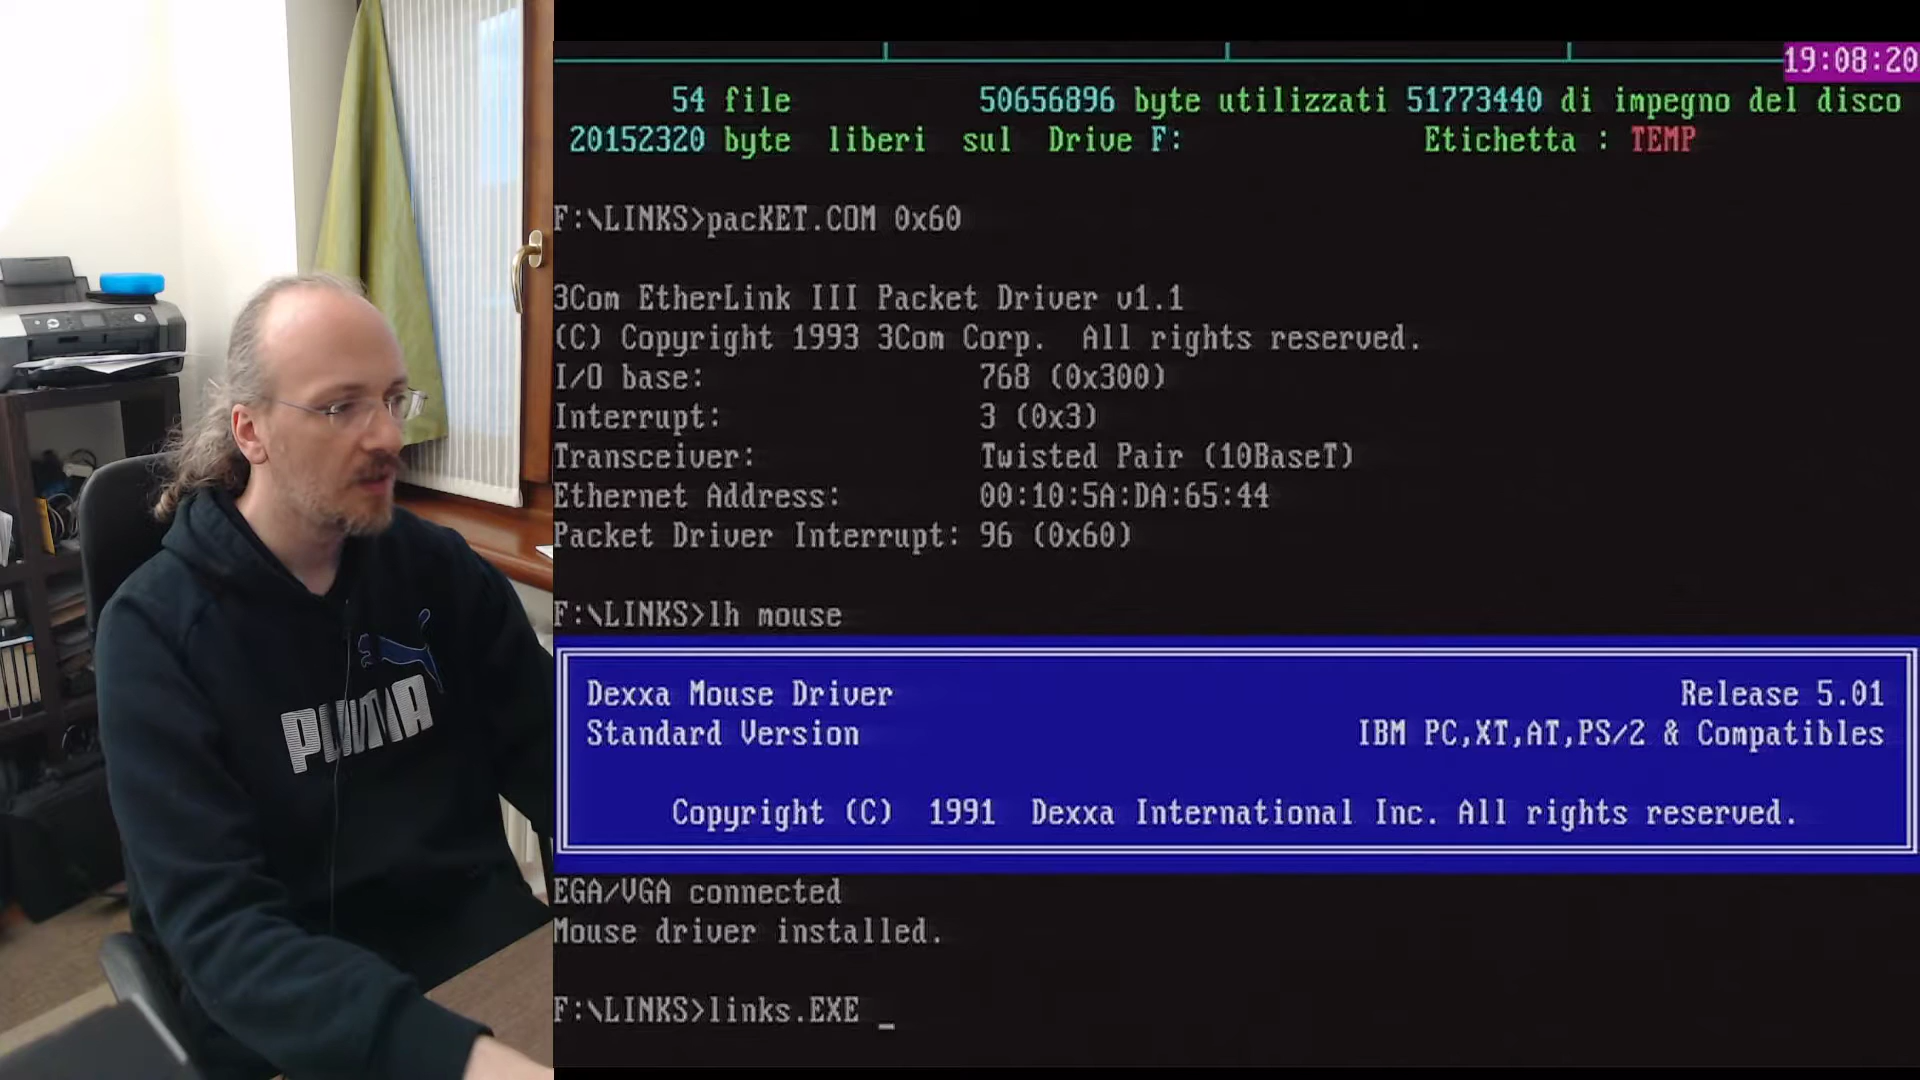 19:08:20
54 file 50656896 byte utilizzati 51773440 di impegno del disco
20152320 byte liberi sul Drive F: Etichetta : TEMP
F:\LINKS>pacKET.COM 0x60
3Com EtherLink III Packet Driver v1.1
(C) Copyright 1993 3Com Corp. All rights reserved.
I/O base: 768 (0x300)
Interrupt: 3 (0x3)
Transceiver: Twisted Pair (10BaseT)
Ethernet Address: 00:10:5A:DA:65:44
Packet Driver Interrupt: 96 (0x60)
F:\LINKS>lh mouse
Dexxa Mouse Driver Release 5.01
Standard Version IBM PC,XT,AT,PS/2 & Compatibles
Copyright (C) 1991 Dexxa International Inc. All rights reserved.
EGA/VGA connected
Mouse driver installed.
F:\LINKS>links.EXE _
PUMA